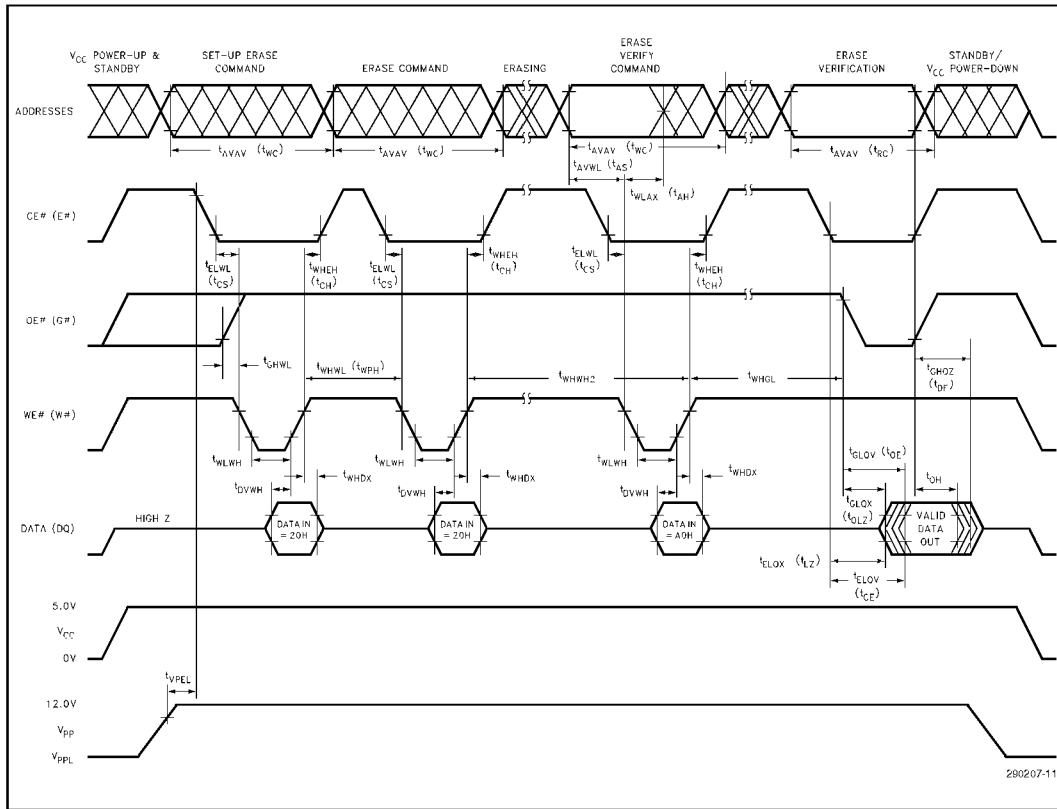 V_CC POWER-UP & STANDBY
SET-UP ERASE COMMAND
ERASE COMMAND
ERASING
ERASE VERIFY COMMAND
ERASE VERIFICATION
STANDBY/ V_CC POWER-DOWN
ADDRESSES
t_AVAV (t_WC)
t_AVAV (t_WC)
t_AVAV (t_WC)
t_AVAV (t_RC)
t_AVWL (t_AS)
t_WLAX (t_AH)
CE# (E#)
t_ELWL (t_CS)
t_WHEH (t_CH)
t_ELWL (t_CS)
t_WHEH (t_CH)
t_ELWL (t_CS)
t_WHEH (t_CH)
OE# (G#)
t_GHWL
t_WHWL (t_WPH)
t_WHWH2
t_WHGL
t_GHQZ (t_DF)
WE# (W#)
t_WLWH
t_WHDX
t_WLWH
t_WHDX
t_WLWH
t_WHDX
t_GLQV (t_OE)
t_OH
t_DVWH
t_DVWH
t_DVWH
t_GLQX (t_OLZ)
DATA (DQ)
HIGH Z
DATA IN = 20H
DATA IN = 20H
DATA IN = A0H
VALID DATA OUT
t_ELQX (t_LZ)
t_ELQV (t_CE)
5.0V
V_CC
0V
t_VPEL
12.0V
V_PP
V_PPL
290207-11